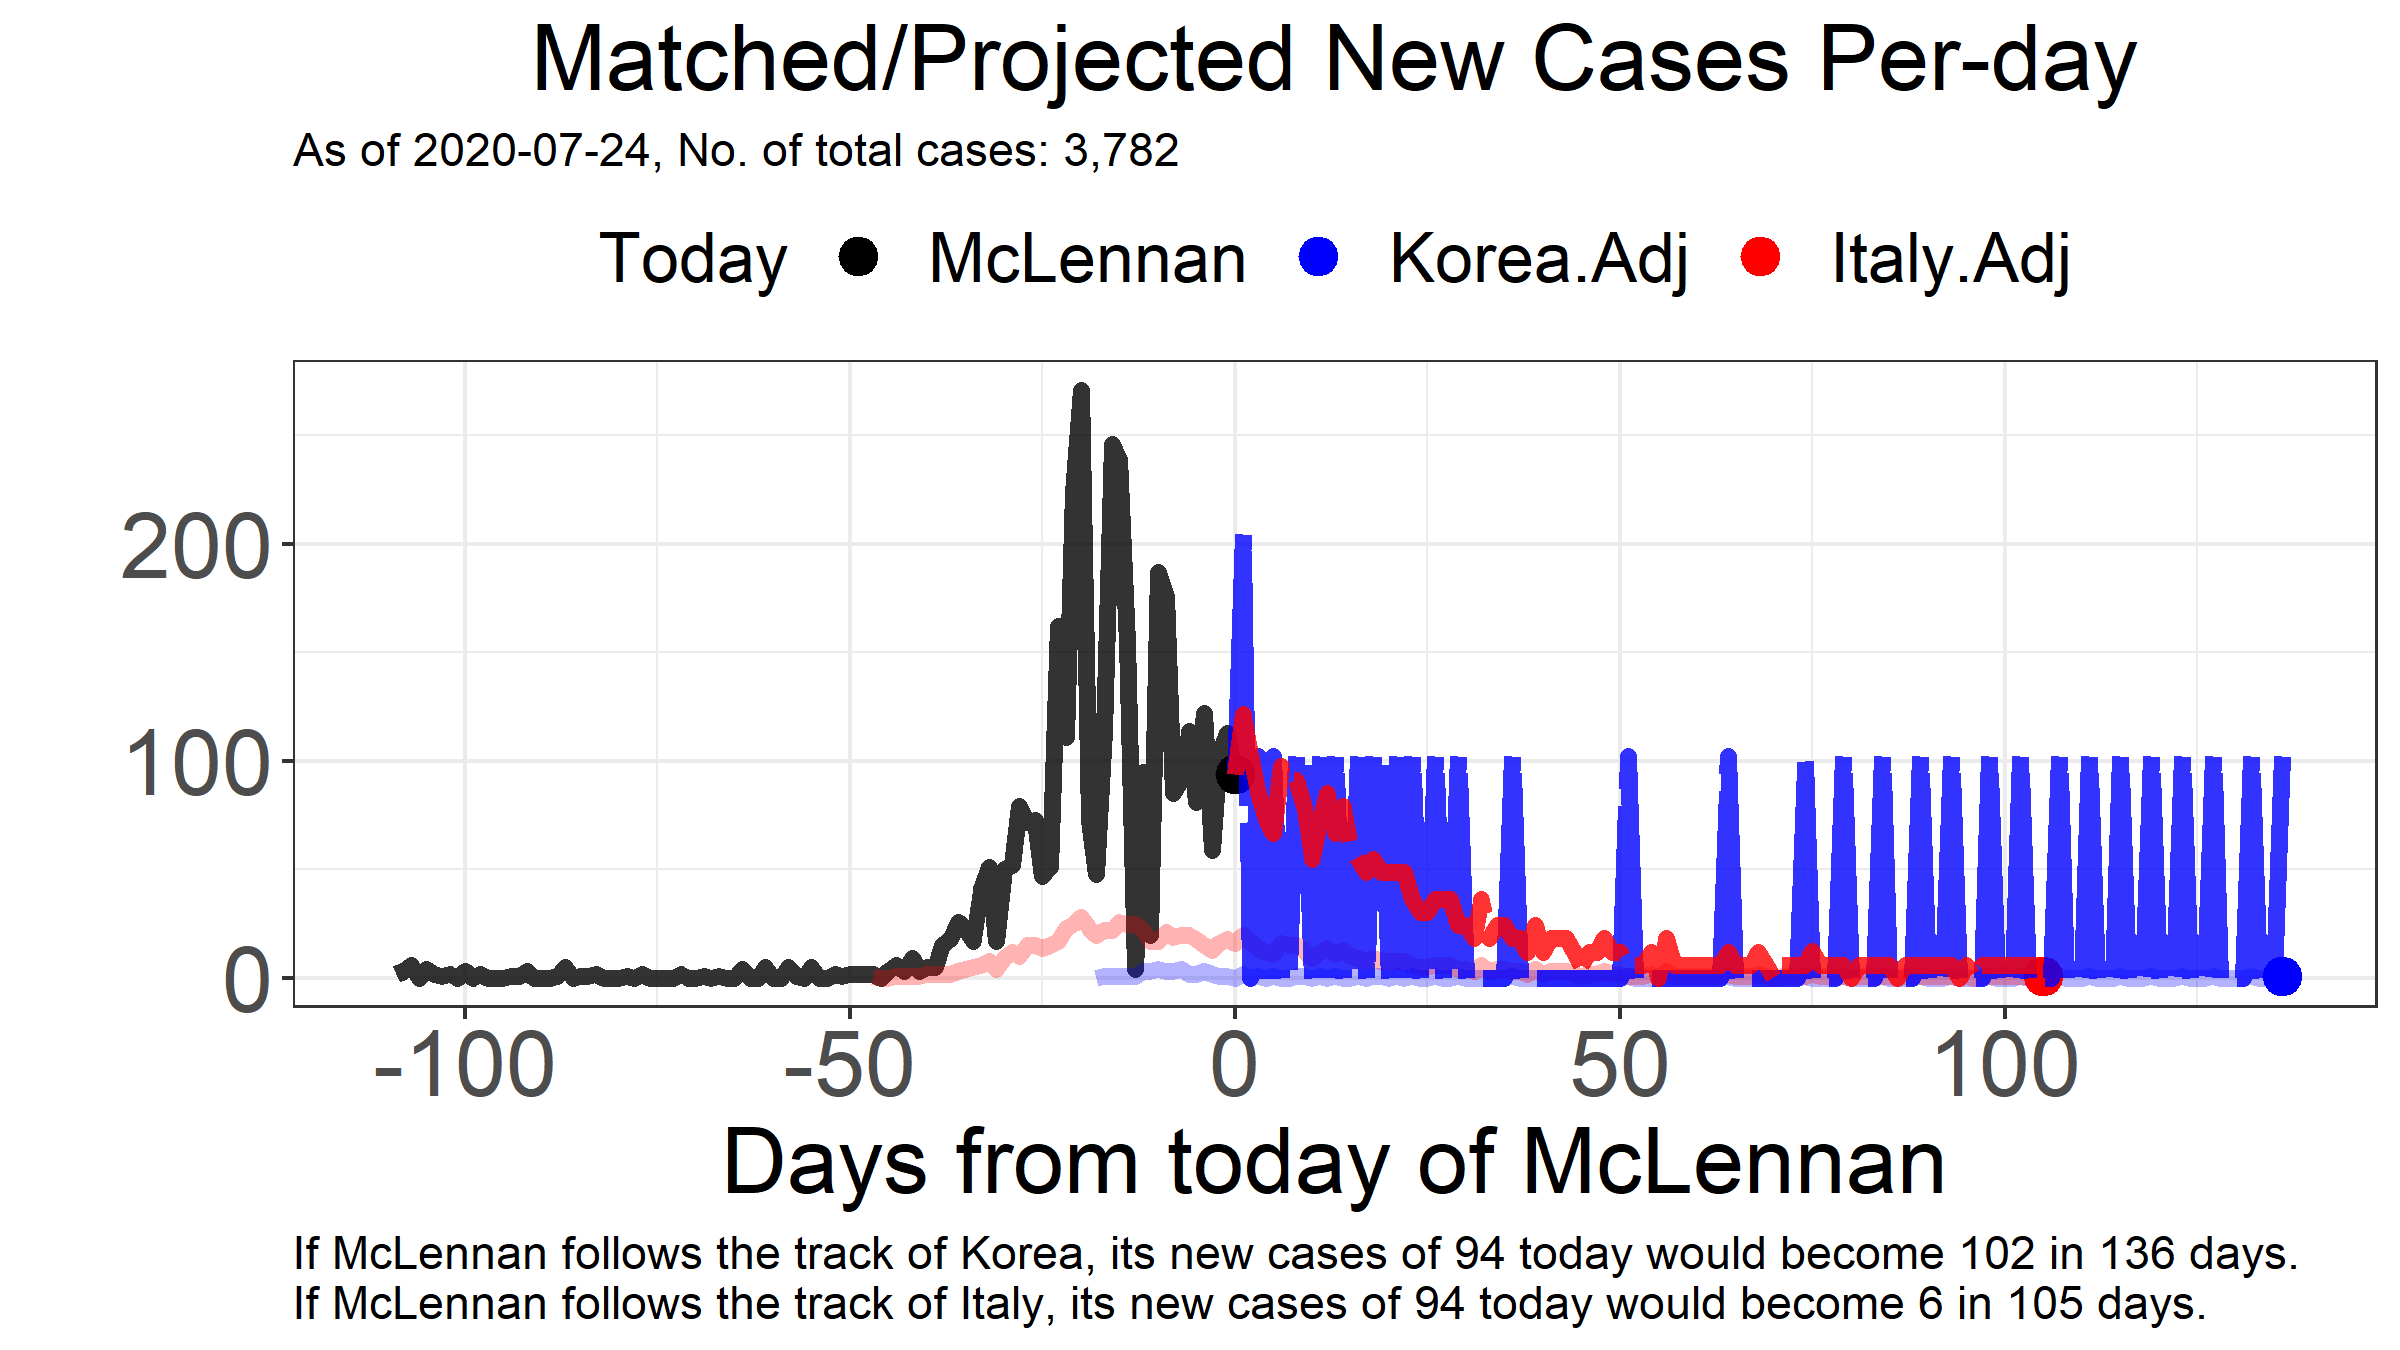 Matched/Projected New Cases Per-day
As of 2020-07-24, No. of total cases: 3,782
Today McLennan Korea.Adj Italy.Adj
200
100
0
-100 -50 0 50 100
Days from today of McLennan
If McLennan follows the track of Korea, its new cases of 94 today would become 102 in 136 days.
If McLennan follows the track of Italy, its new cases of 94 today would become 6 in 105 days.